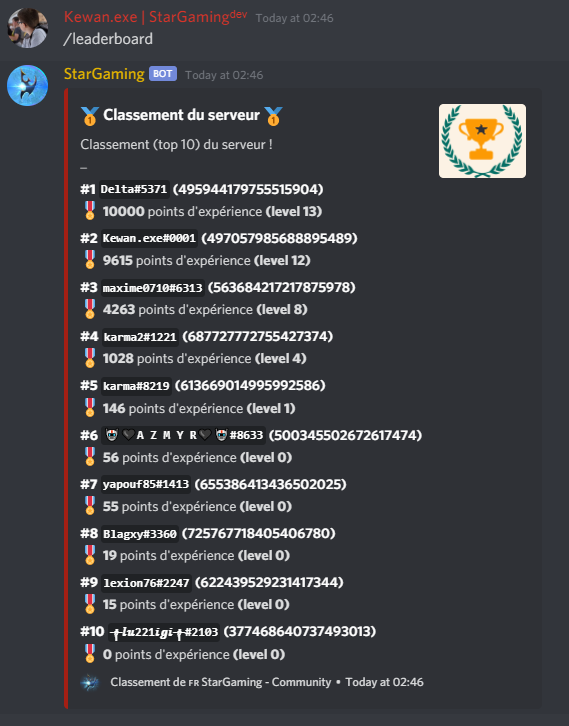 Kewan.exe | StarGamingᵈᵉᵛ Today at 02:46
/leaderboard
StarGaming BOT Today at 02:46
🥇 Classement du serveur 🥇
Classement (top 10) du serveur !
_
#1 Delta#5371 (495944179755515904)
🎖 10000 points d'expérience (level 13)
#2 Kewan.exe#0001 (497057985688895489)
🎖 9615 points d'expérience (level 12)
#3 maxime0710#6313 (563684217217875978)
🎖 4263 points d'expérience (level 8)
#4 karma2#1221 (687727772755427374)
🎖 1028 points d'expérience (level 4)
#5 karma#8219 (613669014995992586)
🎖 146 points d'expérience (level 1)
#6 A Z M Y R🖤 #8633 (500345502672617474)
🎖 56 points d'expérience (level 0)
#7 yapouf85#1413 (655386413436502025)
🎖 55 points d'expérience (level 0)
#8 Blagxy#3360 (725767718405406780)
🎖 19 points d'expérience (level 0)
#9 lexion76#2247 (622439529231417344)
🎖 15 points d'expérience (level 0)
#10 #2103 (377468640737493013)
🎖 0 points d'expérience (level 0)
Classement de ꜰʀ StarGaming - Community • Today at 02:46